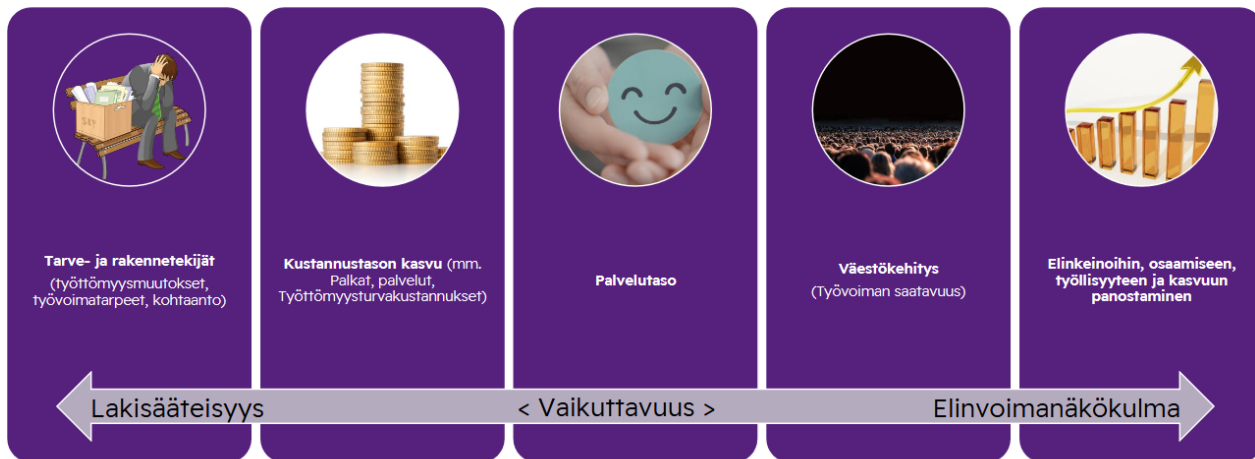 Tarve- ja rakennetekijät
(työttömyysmuutokset,
työvoimatarpeet, kohtaanto)
Kustannustason kasvu (mm.
Palkat, palvelut,
Työttömyysturvakustannukset)
Palvelutaso
Väestökehitys
(Työvoiman saatavuus)
Elinkeinoihin, osaamiseen,
työllisyyteen ja kasvuun
panostaminen
Lakisääteisyys
< Vaikuttavuus >
Elinvoimanäkökulma